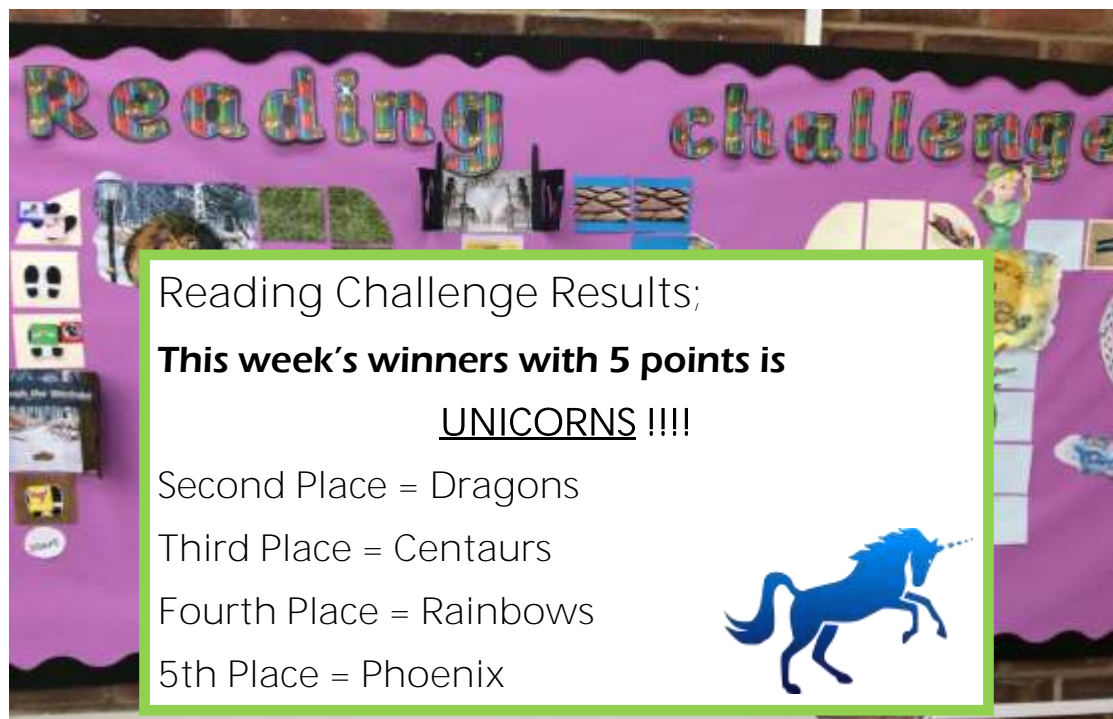 Reading challenge
Reading Challenge Results;
This week's winners with 5 points is
UNICORNS !!!!
Second Place = Dragons
Third Place = Centaurs
Fourth Place = Rainbows
5th Place = Phoenix